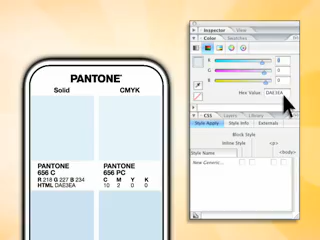 PANTONE®
Solid CMYK
PANTONE
656 C
R 218 G 227 B 234
HTML DAE3EA
PANTONE
656 PC
C M Y K
10 2 0 0
Inspector View
Color Swatches
Hex Value: DAE3EA
CSS Layers Library
Style Apply Style Info Externals
Block Style
Inline Style <p>
Style Name <body>
New Generic...